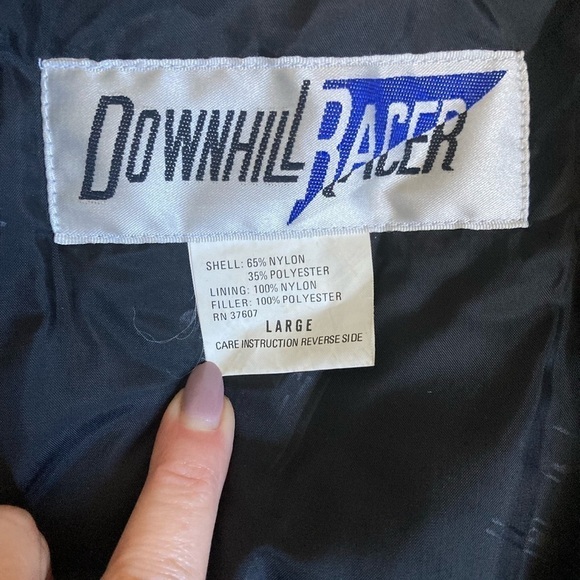 DOWNHILL RACER
SHELL: 65% NYLON
35% POLYESTER
LINING: 100% NYLON
FILLER: 100% POLYESTER
RN 37607
LARGE
CARE INSTRUCTION REVERSE SIDE